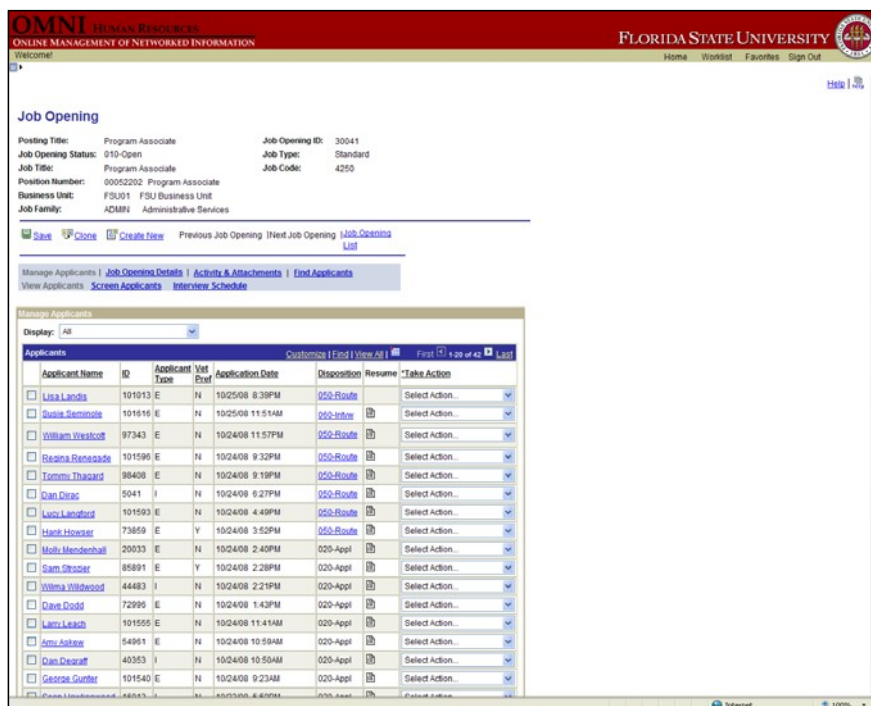 OMNI HUMAN RESOURCES
ONLINE MANAGEMENT OF NETWORKED INFORMATION
FLORIDA STATE UNIVERSITY
Welcome!
Home Worklist Favorites Sign Out
Help
Job Opening
Posting Title: Program Associate Job Opening ID: 30041
Job Opening Status: 010-Open Job Type: Standard
Job Title: Program Associate Job Code: 4250
Position Number: 00052202 Program Associate
Business Unit: FSU01 FSU Business Unit
Job Family: ADMIN Administrative Services
Save Clone Create New Previous Job Opening | Next Job Opening | Job Opening List
Manage Applicants | Job Opening Details | Activity & Attachments | Find Applicants
View Applicants Screen Applicants Interview Schedule
Manage Applicants
Display: All
Applicants Customize | Find | View All | First 1-20 of 42 Last
Applicant Name ID Applicant Type Vet Pref Application Date Disposition Resume *Take Action
Lisa Landis 101013 E N 10/25/08 8:39PM 050-Route Select Action...
Susie Seminole 101616 E N 10/25/08 11:51AM 060-Intvw Select Action...
William Westcott 97343 E N 10/24/08 11:57PM 050-Route Select Action...
Regina Renegade 101596 E N 10/24/08 9:32PM 050-Route Select Action...
Tommy Thagard 98408 E N 10/24/08 9:19PM 050-Route Select Action...
Dan Dirac 5041 I N 10/24/08 6:27PM 050-Route Select Action...
Lucy Langford 101593 E N 10/24/08 4:49PM 050-Route Select Action...
Hank Howser 73859 E Y 10/24/08 3:52PM 050-Route Select Action...
Molly Mendenhall 20033 E N 10/24/08 2:40PM 020-Appl Select Action...
Sam Strozier 85891 E Y 10/24/08 2:28PM 020-Appl Select Action...
Wilma Wildwood 44483 I N 10/24/08 2:21PM 020-Appl Select Action...
Dave Dodd 72996 E N 10/24/08 1:43PM 020-Appl Select Action...
Larry Leach 101555 E N 10/24/08 11:41AM 020-Appl Select Action...
Amy Askew 54961 E N 10/24/08 10:59AM 020-Appl Select Action...
Dan Degraff 40353 I N 10/24/08 10:50AM 020-Appl Select Action...
George Gunter 101540 E N 10/24/08 9:23AM 020-Appl Select Action...
Internet 100%